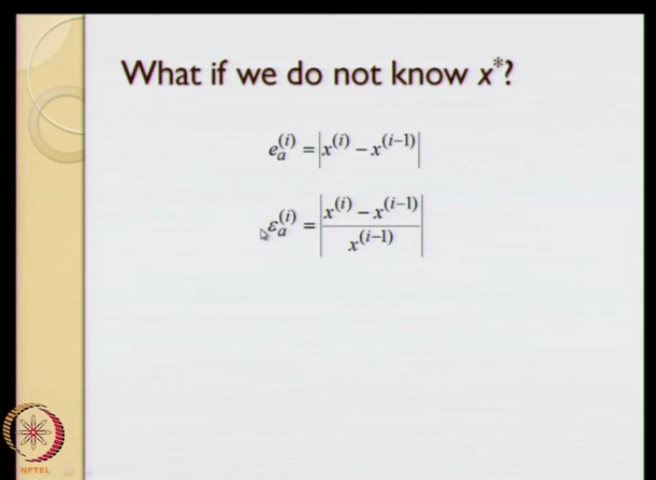 What if we do not know x*?
e_a^(i) = |x^(i) − x^(i−1)|
ε_a^(i) = |(x^(i) − x^(i−1)) / x^(i−1)|
NPTEL